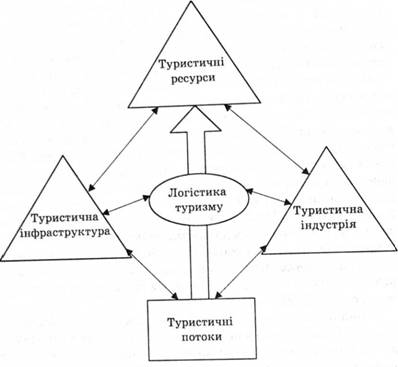 Туристичні
ресурси
Логістика
туризму
Туристична
інфраструктура
Туристична
індустрія
Туристичні
потоки